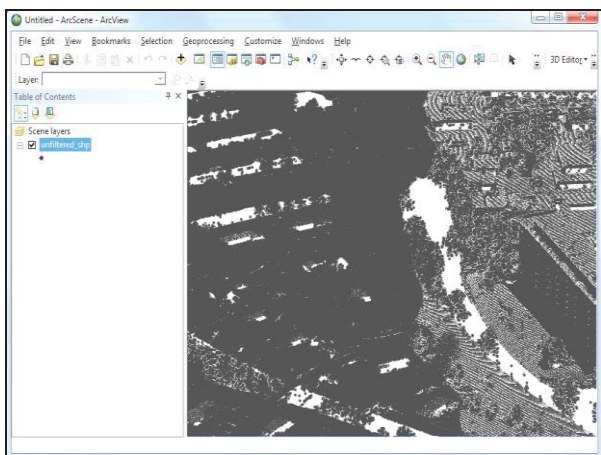 Untitled - ArcScene - ArcView
File Edit View Bookmarks Selection Geoprocessing Customize Windows Help
3D Editor
Layer:
Table of Contents
Scene layers
unfiltered_shp